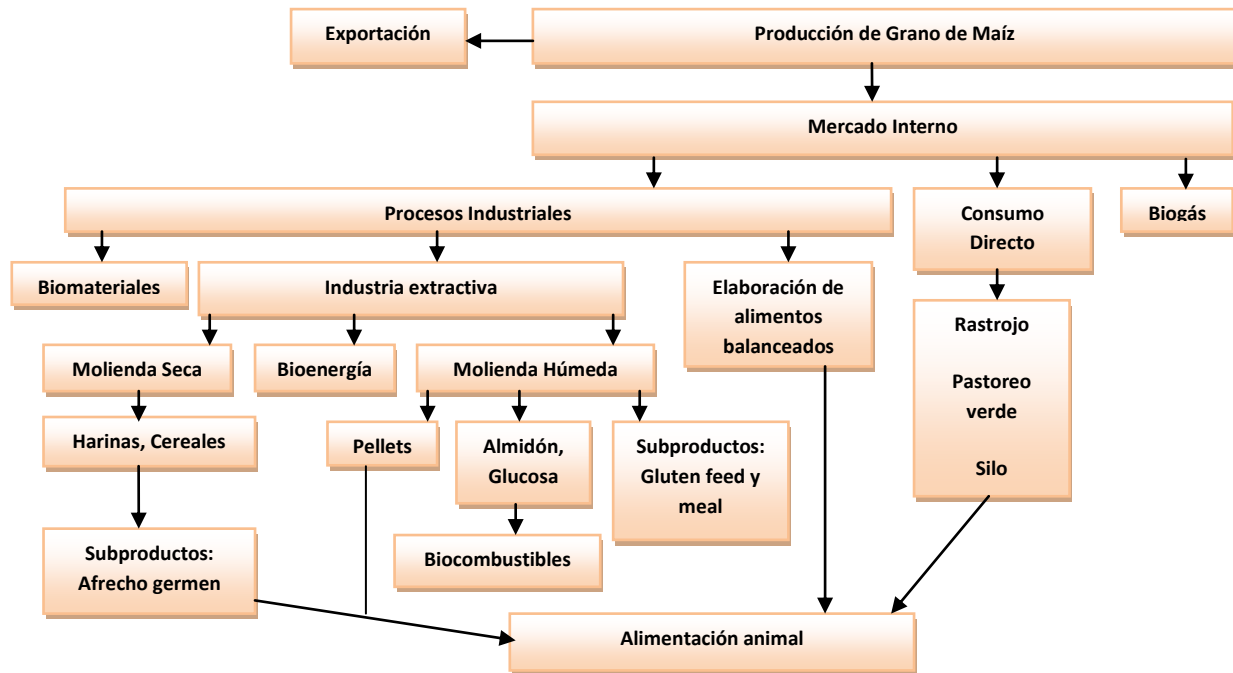 Exportación
Producción de Grano de Maíz
Mercado Interno
Procesos Industriales
Consumo
Directo
Biogás
Biomateriales
Industria extractiva
Elaboración de
alimentos
balanceados
Rastrojo
Pastoreo
verde
Silo
Molienda Seca
Bioenergía
Molienda Húmeda
Harinas, Cereales
Pellets
Almidón,
Glucosa
Subproductos:
Gluten feed y
meal
Subproductos:
Afrecho germen
Biocombustibles
Alimentación animal